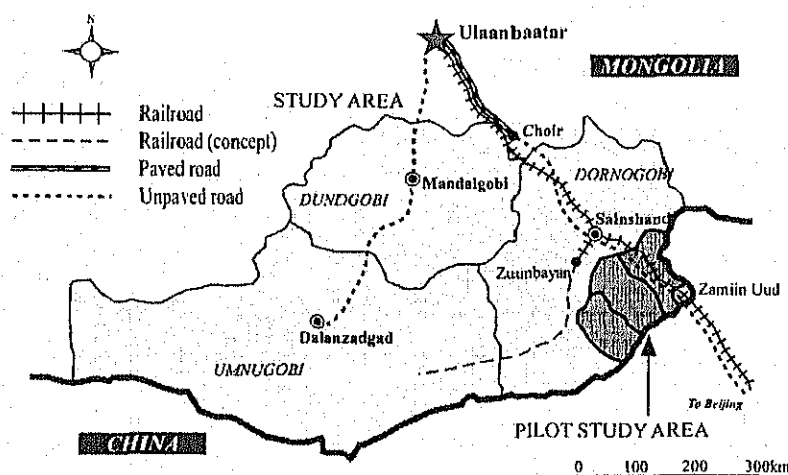 N
Ulaanbaatar
MONGOLIA
STUDY AREA
Railroad
Railroad (concept)
Paved road
Unpaved road
Choir
DORNOGOBI
Mandalgobi
DUNDGOBI
Sainshand
Zuunbayan
Zamiin Uud
Dalanzadgad
UMNUGOBI
To Beijing
CHINA
PILOT STUDY AREA
0 100 200 300km